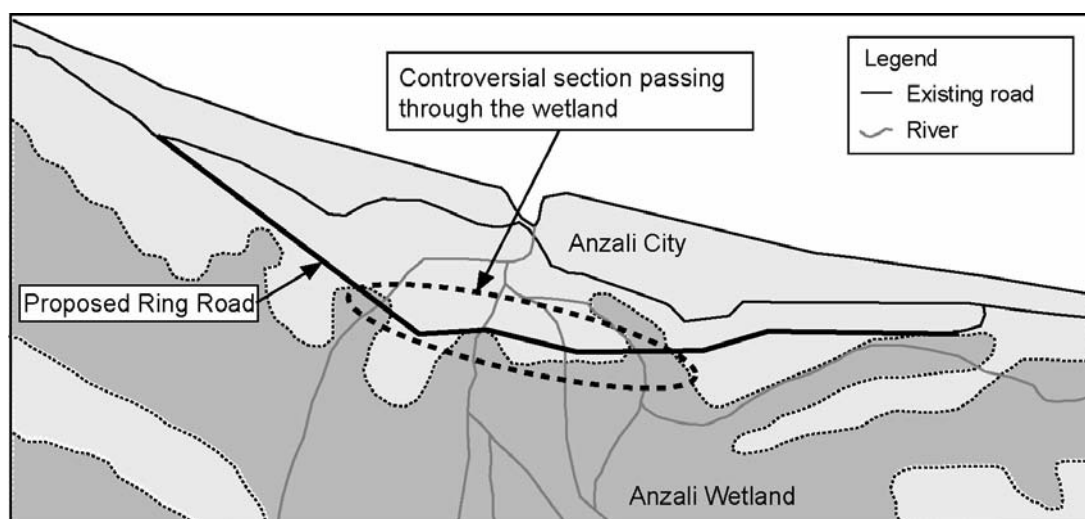 Controversial section passing
through the wetland
Legend
Existing road
River
Anzali City
Proposed Ring Road
Anzali Wetland